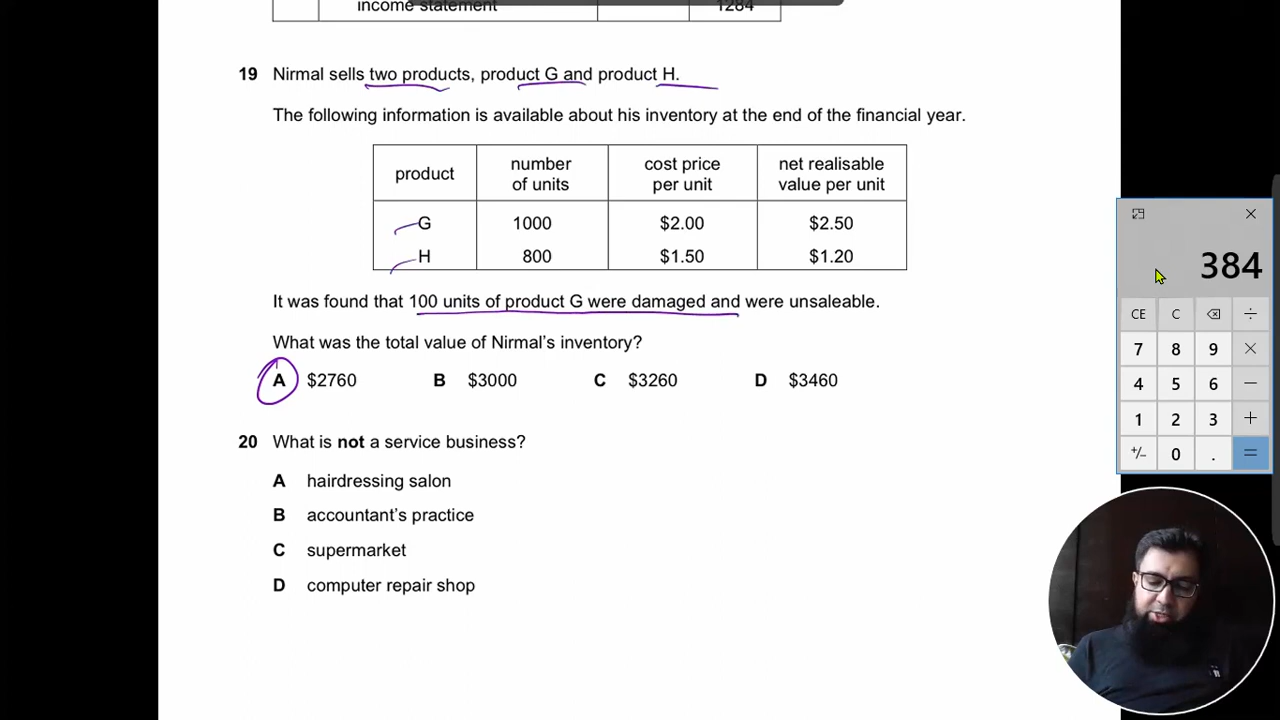 income statement 1284
19 Nirmal sells two products, product G and product H.
The following information is available about his inventory at the end of the financial year.
product number of units cost price per unit net realisable value per unit
G 1000 $2.00 $2.50
H 800 $1.50 $1.20
It was found that 100 units of product G were damaged and were unsaleable.
What was the total value of Nirmal's inventory?
A $2760 B $3000 C $3260 D $3460
20 What is not a service business?
A hairdressing salon
B accountant's practice
C supermarket
D computer repair shop
384
CE C ⌫ ÷
7 8 9 ×
4 5 6 −
1 2 3 +
+/− 0 . =